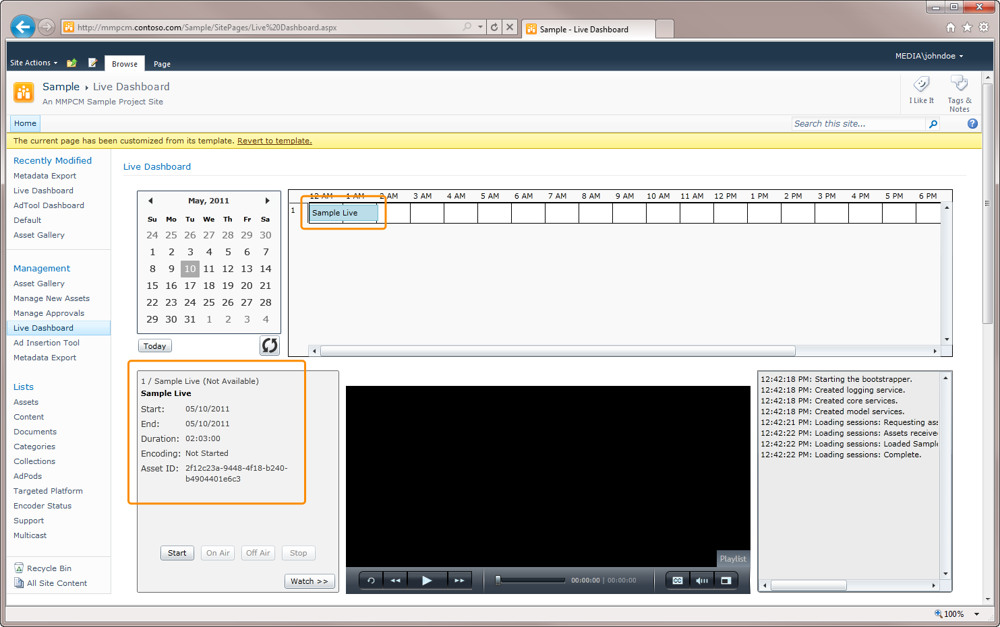 http://mmpcm.contoso.com/Sample/SitePages/Live%20Dashboard.aspx
Sample - Live Dashboard
Site Actions
Browse
Page
MEDIA\johndoe
Sample
Live Dashboard
An MMPCM Sample Project Site
I Like It
Tags &
Notes
Home
Search this site...
The current page has been customized from its template. Revert to template.
Recently Modified
Metadata Export
Live Dashboard
AdTool Dashboard
Default
Asset Gallery
Management
Asset Gallery
Manage New Assets
Manage Approvals
Live Dashboard
Ad Insertion Tool
Metadata Export
Lists
Assets
Content
Documents
Categories
Collections
AdPods
Targeted Platform
Encoder Status
Support
Multicast
Recycle Bin
All Site Content
Live Dashboard
May, 2011
Su Mo Tu We Th Fr Sa
24 25 26 27 28 29 30
1 2 3 4 5 6 7
8 9 10 11 12 13 14
15 16 17 18 19 20 21
22 23 24 25 26 27 28
29 30 31 1 2 3 4
Today
12 AM 1 AM 2 AM 3 AM 4 AM 5 AM 6 AM 7 AM 8 AM 9 AM 10 AM 11 AM 12 PM 1 PM 2 PM 3 PM 4 PM 5 PM 6 PM
1 Sample Live
1 / Sample Live (Not Available)
Sample Live
Start: 05/10/2011
End: 05/10/2011
Duration: 02:03:00
Encoding: Not Started
Asset ID: 2f12c23a-9448-4f18-b240-
b4904401e6c3
Start
On Air
Off Air
Stop
Watch >>
Playlist
00:00:00 | 00:00:00
CC
12:42:18 PM: Starting the bootstrapper.
12:42:18 PM: Created logging service.
12:42:18 PM: Created core services.
12:42:18 PM: Created model services.
12:42:21 PM: Loading sessions: Requesting ass
12:42:22 PM: Loading sessions: Assets receive
12:42:22 PM: Loading sessions: Loaded Sample
12:42:22 PM: Loading sessions: Complete.
100%